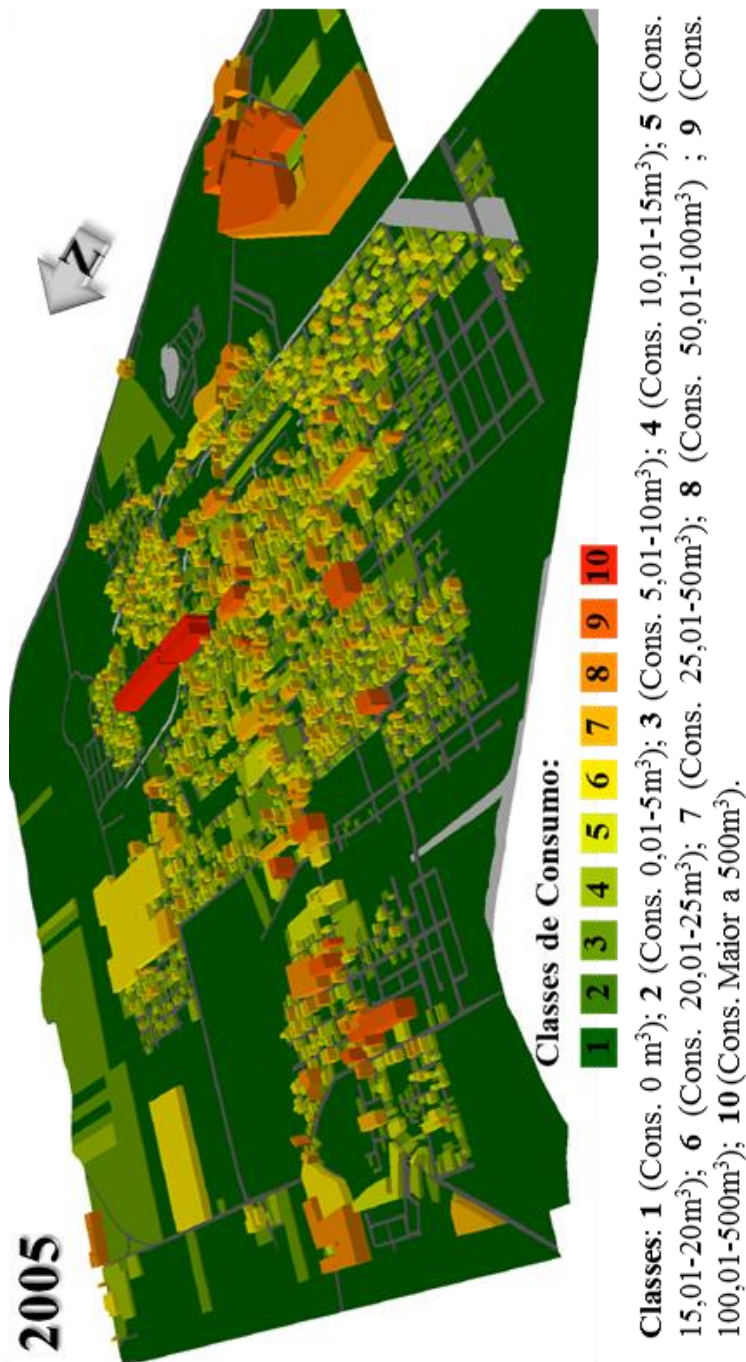 2005
N
Classes de Consumo:
1 2 3 4 5 6 7 8 9 10
Classes: 1 (Cons. 0 m³); 2 (Cons. 0,01-5m³); 3 (Cons. 5,01-10m³); 4 (Cons. 10,01-15m³); 5 (Cons.
15,01-20m³); 6 (Cons. 20,01-25m³); 7 (Cons. 25,01-50m³); 8 (Cons. 50,01-100m³) ; 9 (Cons.
100,01-500m³); 10 (Cons. Maior a 500m³).